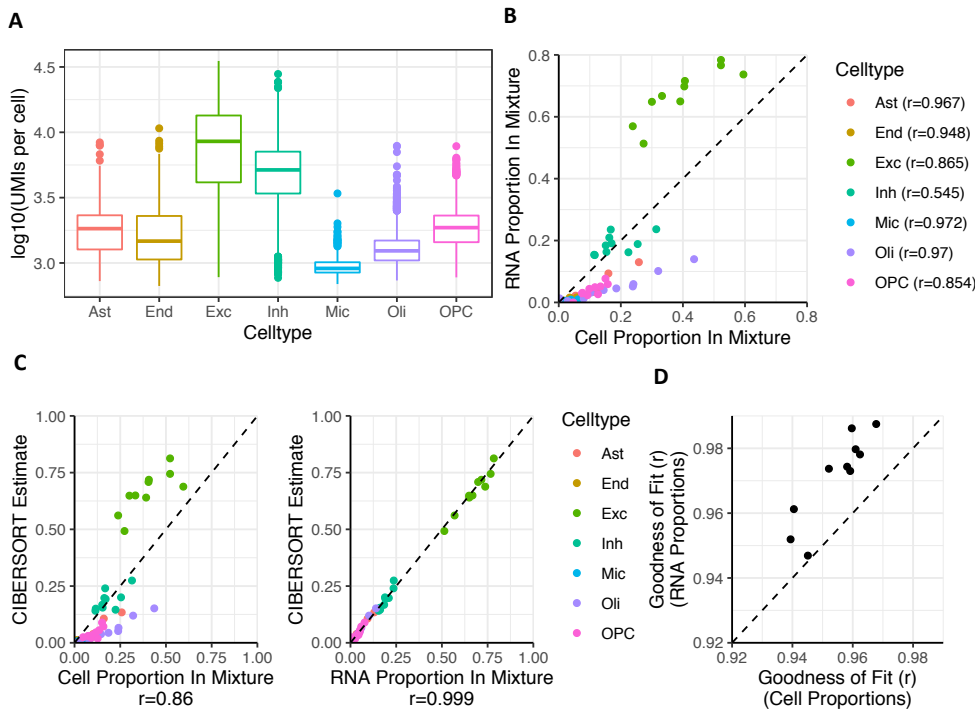 A
log10(UMIs per cell)
4.5
4.0
3.5
3.0
Ast End Exc Inh Mic Oli OPC
Celltype
B
RNA Proportion In Mixture
0.8
0.6
0.4
0.2
0.0
0.0 0.2 0.4 0.6 0.8
Cell Proportion In Mixture
Celltype
Ast (r=0.967)
End (r=0.948)
Exc (r=0.865)
Inh (r=0.545)
Mic (r=0.972)
Oli (r=0.97)
OPC (r=0.854)
C
CIBERSORT Estimate
1.00
0.75
0.50
0.25
0.00
0.00 0.25 0.50 0.75 1.00
Cell Proportion In Mixture
r=0.86
CIBERSORT Estimate
1.00
0.75
0.50
0.25
0.00
0.00 0.25 0.50 0.75 1.00
RNA Proportion In Mixture
r=0.999
Celltype
Ast
End
Exc
Inh
Mic
Oli
OPC
D
Goodness of Fit (r)
(RNA Proportions)
0.98
0.96
0.94
0.92
0.92 0.94 0.96 0.98
Goodness of Fit (r)
(Cell Proportions)